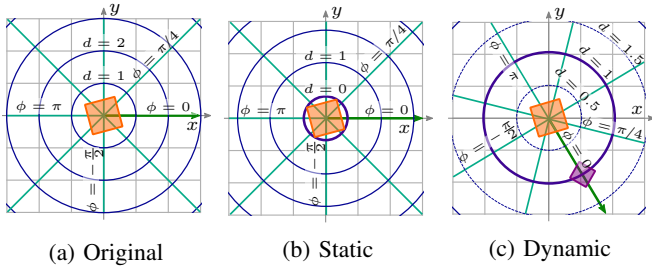 y
d = 2
ϕ = π/4
d = 1
ϕ = π
ϕ = 0
x
ϕ = −π/2
(a) Original
y
ϕ = π/4
d = 1
d = 0
ϕ = π
ϕ = 0
x
ϕ = −π/2
(b) Static
y
d = 1.5
d = 1
ϕ = π
d = 0.5
x
ϕ = π/4
ϕ = −π/2
ϕ = 0
(c) Dynamic